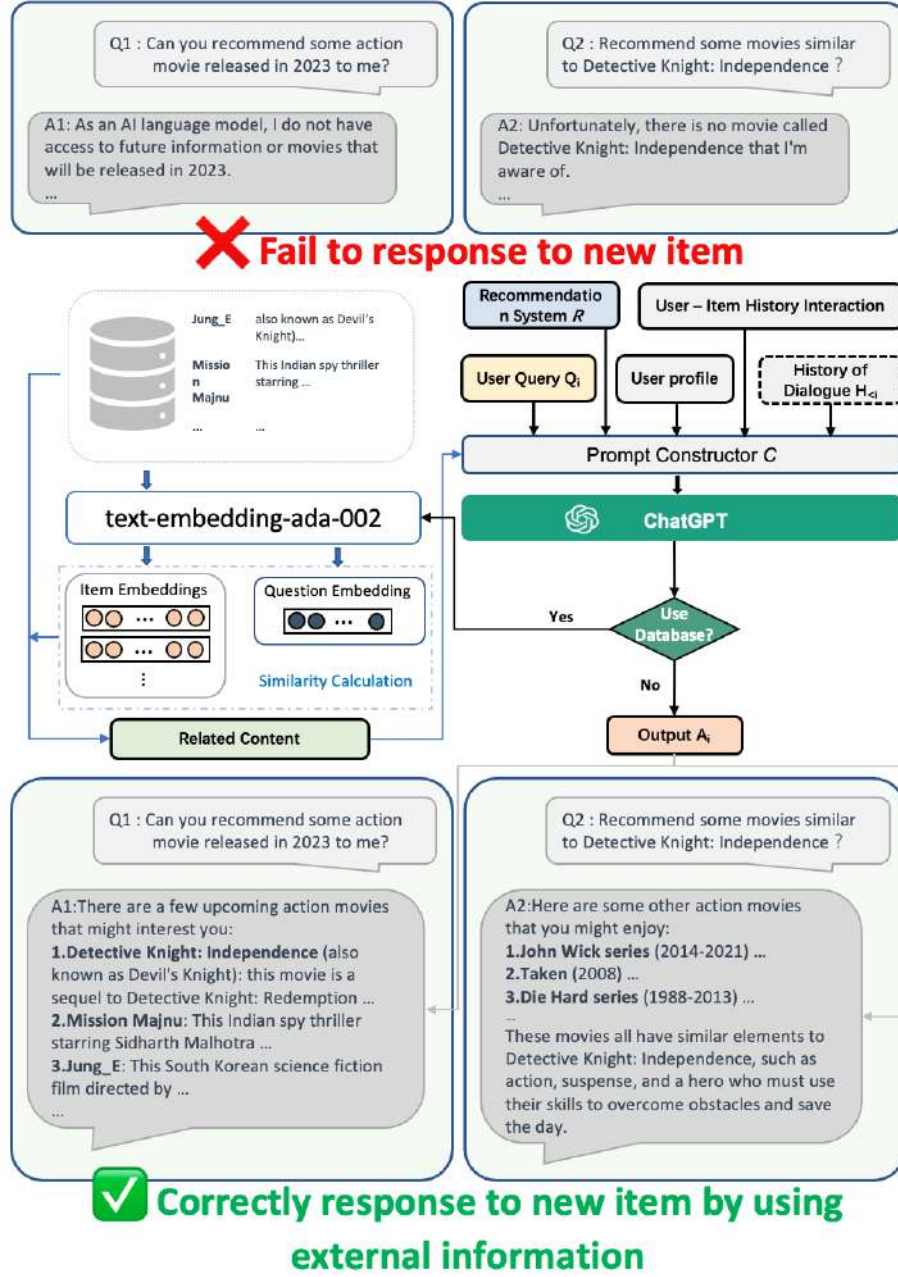 Q1 : Can you recommend some action
movie released in 2023 to me?
A1: As an AI language model, I do not have
access to future information or movies that
will be released in 2023.
...
Q2 : Recommend some movies similar
to Detective Knight: Independence ?
A2: Unfortunately, there is no movie called
Detective Knight: Independence that I'm
aware of.
...
Fail to response to new item
Jung_E also known as Devil's
Knight)...
Missio This Indian spy thriller
n starring ...
Majnu
... ...
text-embedding-ada-002
Item Embeddings
...
...
⋮
Question Embedding
...
Similarity Calculation
Related Content
Recommendatio
n System R
User – Item History Interaction
User Query Qi
User profile
History of
Dialogue H<i
Prompt Constructor C
ChatGPT
Use
Database?
Yes
No
Output Ai
Q1 : Can you recommend some action
movie released in 2023 to me?
A1:There are a few upcoming action movies
that might interest you:
1.Detective Knight: Independence (also
known as Devil's Knight): this movie is a
sequel to Detective Knight: Redemption ...
2.Mission Majnu: This Indian spy thriller
starring Sidharth Malhotra ...
3.Jung_E: This South Korean science fiction
film directed by ...
...
Q2 : Recommend some movies similar
to Detective Knight: Independence ?
A2:Here are some other action movies
that you might enjoy:
1.John Wick series (2014-2021) ...
2.Taken (2008) ...
3.Die Hard series (1988-2013) ...
..
These movies all have similar elements to
Detective Knight: Independence, such as
action, suspense, and a hero who must use
their skills to overcome obstacles and save
the day.
Correctly response to new item by using
external information